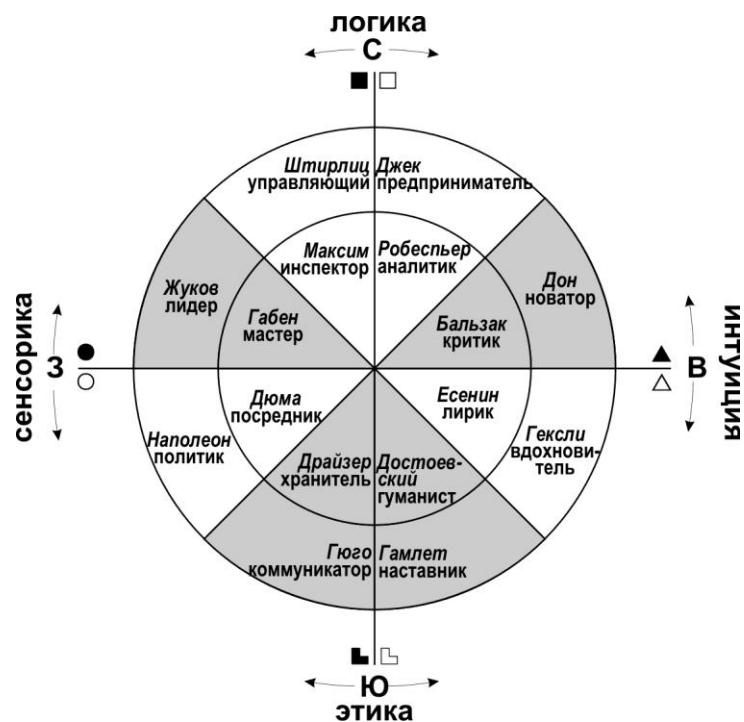 логика
С
Штирлиц
управляющий
Джек
предприниматель
Максим
инспектор
Робеспьер
аналитик
Жуков
лидер
Габен
мастер
Дон
новатор
Бальзак
критик
сенсорика
З
В
интуиция
Дюма
посредник
Есенин
лирик
Наполеон
политик
Гексли
вдохнови-
тель
Драйзер
хранитель
Достоев-
ский
гуманист
Гюго
коммуникатор
Гамлет
наставник
Ю
этика